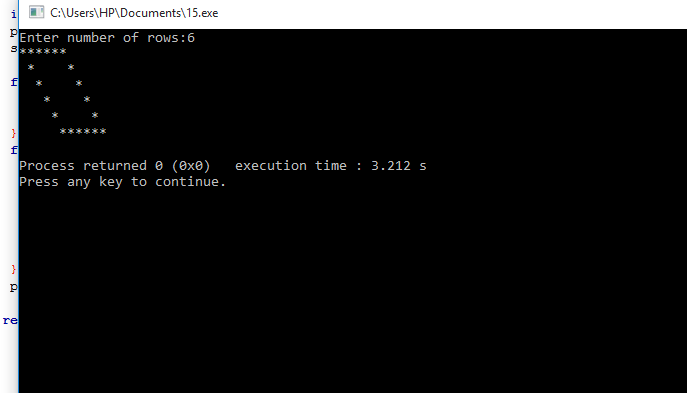 C:\Users\HP\Documents\15.exe
i
p
s
f
}
f
}
p
re
Enter number of rows:6
******
 *    *
  *    *
   *    *
    *    *
     ******
Process returned 0 (0x0)   execution time : 3.212 s
Press any key to continue.